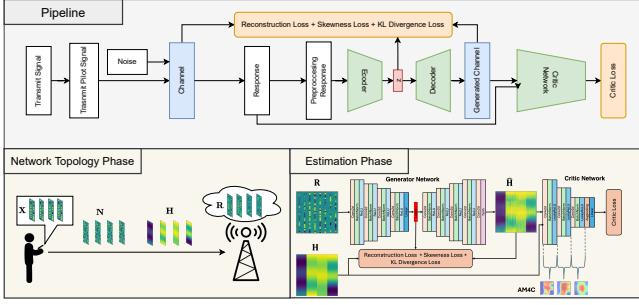 Pipeline
Reconstruction Loss + Skewness Loss + KL Divergence Loss
Transmit Signal
Trasnmit Pilot Signal
Noise
Channel
Response
Preproccesing
Response
Ecoder
z
Decoder
Generated Channel
Critic
Network
Critic Loss
Network Topology Phase
X
N
H
R
Estimation Phase
Generator Network
Critic Network
R
H̃
H
Reconstruction Loss + Skewness Loss +
KL Divergence Loss
Critic Loss
AM4C